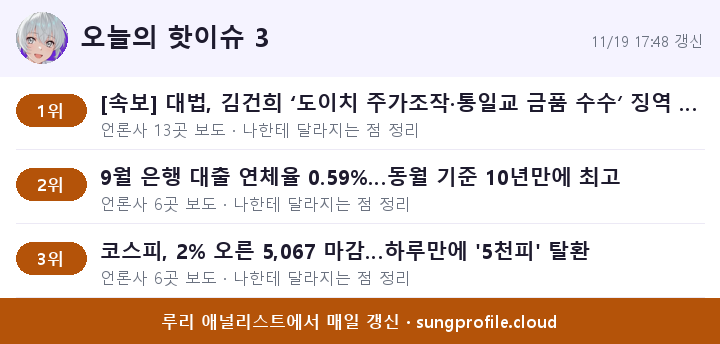 오늘의 핫이슈 3
11/19 17:48 갱신
1위
[속보] 대법, 김건희 ‘도이치 주가조작·통일교 금품 수수’ 징역 ...
언론사 13곳 보도 · 나한테 달라지는 점 정리
2위
9월 은행 대출 연체율 0.59%...동월 기준 10년만에 최고
언론사 6곳 보도 · 나한테 달라지는 점 정리
3위
코스피, 2% 오른 5,067 마감...하루만에 '5천피' 탈환
언론사 6곳 보도 · 나한테 달라지는 점 정리
루리 애널리스트에서 매일 갱신 · sungprofile.cloud